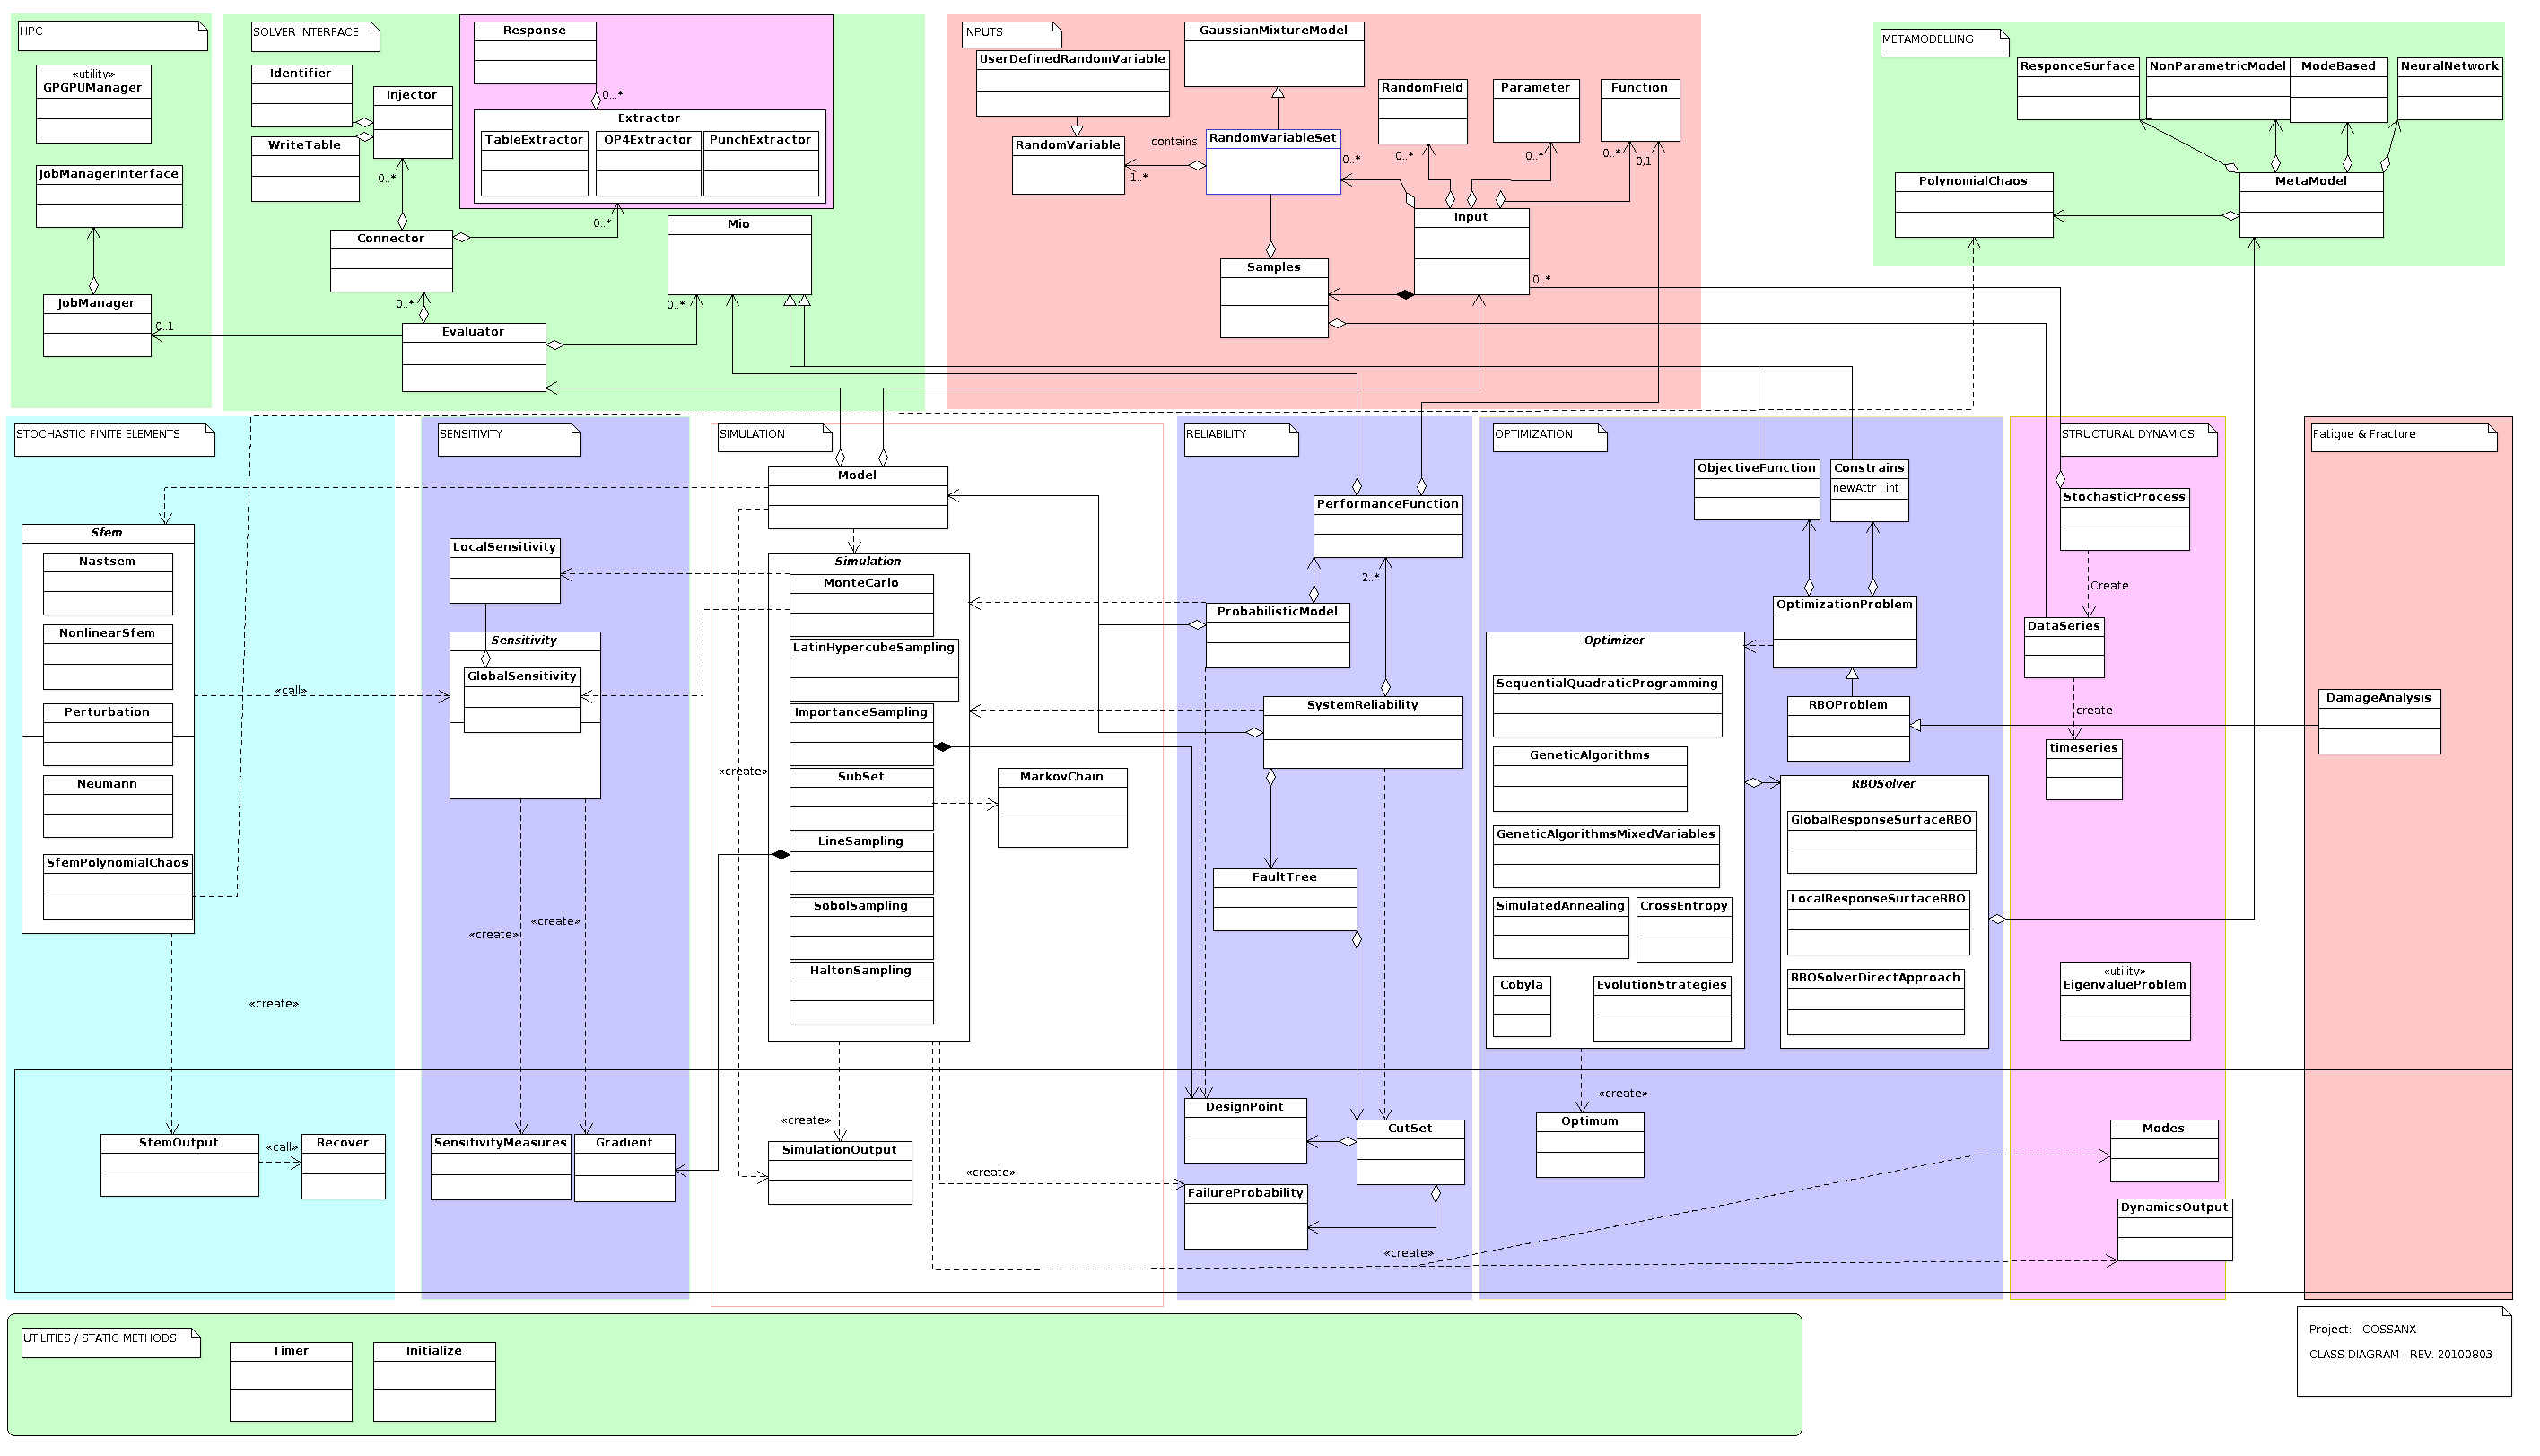 HPC
«utility»
GPGPUManager
JobManagerInterface
JobManager
0..1
SOLVER INTERFACE
Identifier
WriteTable
Injector
0..*
Connector
0..*
Evaluator
Response
0...*
Extractor
TableExtractor
OP4Extractor
PunchExtractor
0..*
Mio
0..*
INPUTS
UserDefinedRandomVariable
RandomVariable
contains
1..*
GaussianMixtureModel
RandomVariableSet
0..*
RandomField
0..*
Parameter
0..*
Function
0..*
0,1
Input
0..*
Samples
METAMODELLING
ResponceSurface
NonParametricModel
ModeBased
NeuralNetwork
PolynomialChaos
MetaModel
STOCHASTIC FINITE ELEMENTS
Sfem
Nastsem
NonlinearSfem
Perturbation
Neumann
SfemPolynomialChaos
«call»
«create»
SfemOutput
«call»
Recover
SENSITIVITY
LocalSensitivity
Sensitivity
GlobalSensitivity
«create»
«create»
SensitivityMeasures
Gradient
SIMULATION
Model
Simulation
MonteCarlo
LatinHypercubeSampling
ImportanceSampling
SubSet
LineSampling
SobolSampling
HaltonSampling
«create»
MarkovChain
«create»
SimulationOutput
«create»
RELIABILITY
PerformanceFunction
2..*
ProbabilisticModel
SystemReliability
FaultTree
DesignPoint
CutSet
FailureProbability
«create»
OPTIMIZATION
ObjectiveFunction
Constrains
newAttr : int
OptimizationProblem
Optimizer
SequentialQuadraticProgramming
GeneticAlgorithms
GeneticAlgorithmsMixedVariables
SimulatedAnnealing
CrossEntropy
Cobyla
EvolutionStrategies
RBOProblem
RBOSolver
GlobalResponseSurfaceRBO
LocalResponseSurfaceRBO
RBOSolverDirectApproach
«create»
Optimum
STRUCTURAL DYNAMICS
StochasticProcess
Create
DataSeries
create
timeseries
«utility»
EigenvalueProblem
Modes
DynamicsOutput
Fatigue & Fracture
DamageAnalysis
UTILITIES / STATIC METHODS
Timer
Initialize
Project: COSSANX
CLASS DIAGRAM REV. 20100803